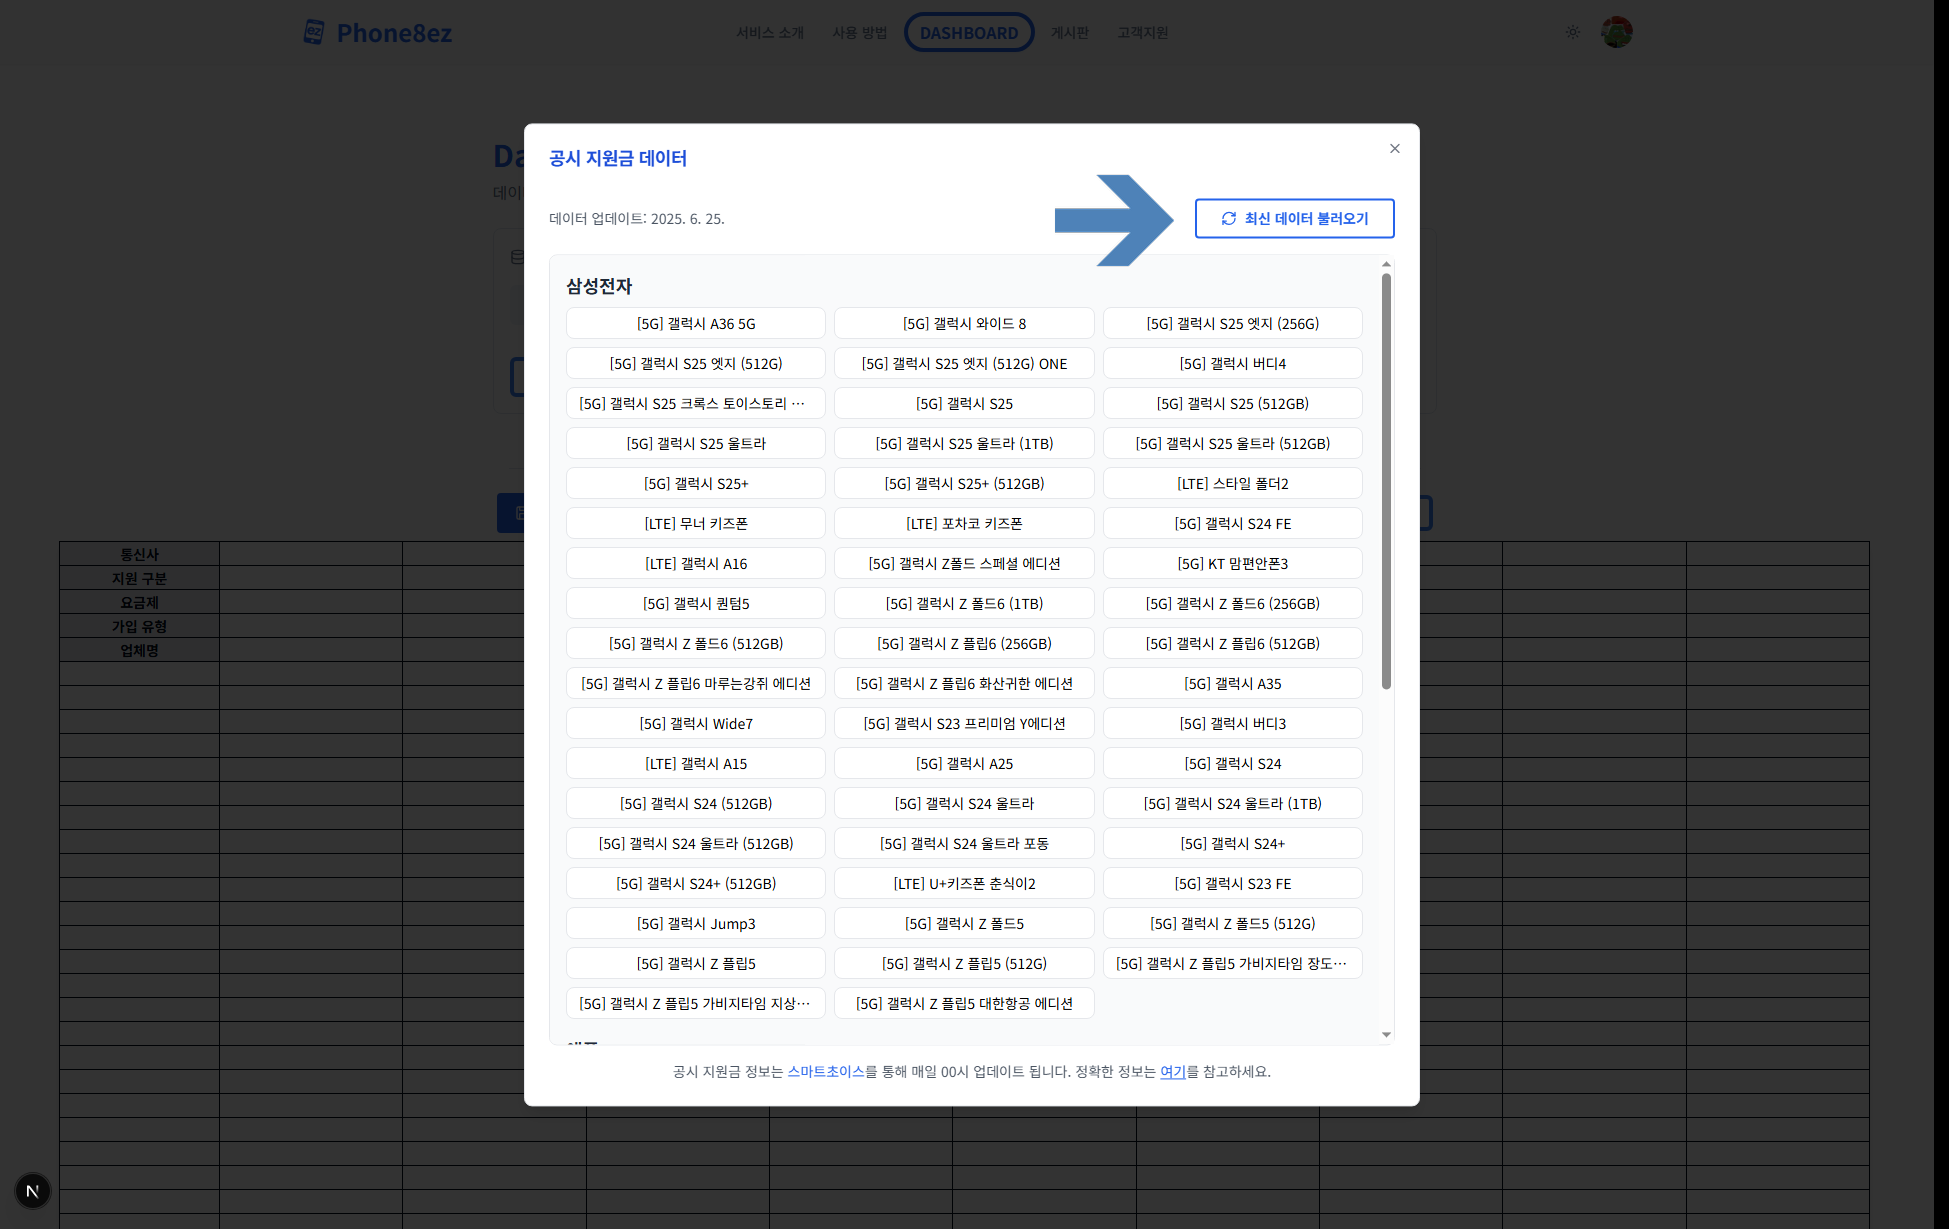 Phone8ez
서비스 소개
사용 방법
DASHBOARD
게시판
고객지원
Da
데이
공시 지원금 데이터
데이터 업데이트: 2025. 6. 25.
최신 데이터 불러오기
삼성전자
[5G] 갤럭시 A36 5G
[5G] 갤럭시 와이드 8
[5G] 갤럭시 S25 엣지 (256G)
[5G] 갤럭시 S25 엣지 (512G)
[5G] 갤럭시 S25 엣지 (512G) ONE
[5G] 갤럭시 버디4
[5G] 갤럭시 S25 크록스 토이스토리 ···
[5G] 갤럭시 S25
[5G] 갤럭시 S25 (512GB)
[5G] 갤럭시 S25 울트라
[5G] 갤럭시 S25 울트라 (1TB)
[5G] 갤럭시 S25 울트라 (512GB)
[5G] 갤럭시 S25+
[5G] 갤럭시 S25+ (512GB)
[LTE] 스타일 폴더2
[LTE] 무너 키즈폰
[LTE] 포차코 키즈폰
[5G] 갤럭시 S24 FE
[LTE] 갤럭시 A16
[5G] 갤럭시 Z폴드 스페셜 에디션
[5G] KT 맘편안폰3
[5G] 갤럭시 퀀텀5
[5G] 갤럭시 Z 폴드6 (1TB)
[5G] 갤럭시 Z 폴드6 (256GB)
[5G] 갤럭시 Z 폴드6 (512GB)
[5G] 갤럭시 Z 플립6 (256GB)
[5G] 갤럭시 Z 플립6 (512GB)
[5G] 갤럭시 Z 플립6 마루는강쥐 에디션
[5G] 갤럭시 Z 플립6 화산귀한 에디션
[5G] 갤럭시 A35
[5G] 갤럭시 Wide7
[5G] 갤럭시 S23 프리미엄 Y에디션
[5G] 갤럭시 버디3
[LTE] 갤럭시 A15
[5G] 갤럭시 A25
[5G] 갤럭시 S24
[5G] 갤럭시 S24 (512GB)
[5G] 갤럭시 S24 울트라
[5G] 갤럭시 S24 울트라 (1TB)
[5G] 갤럭시 S24 울트라 (512GB)
[5G] 갤럭시 S24 울트라 포동
[5G] 갤럭시 S24+
[5G] 갤럭시 S24+ (512GB)
[LTE] U+키즈폰 춘식이2
[5G] 갤럭시 S23 FE
[5G] 갤럭시 Jump3
[5G] 갤럭시 Z 폴드5
[5G] 갤럭시 Z 폴드5 (512G)
[5G] 갤럭시 Z 플립5
[5G] 갤럭시 Z 플립5 (512G)
[5G] 갤럭시 Z 플립5 가비지타임 장도···
[5G] 갤럭시 Z 플립5 가비지타임 지상···
[5G] 갤럭시 Z 플립5 대한항공 에디션
공시 지원금 정보는 스마트초이스를 통해 매일 00시 업데이트 됩니다. 정확한 정보는 여기를 참고하세요.
통신사
지원 구분
요금제
가입 유형
업체명
N